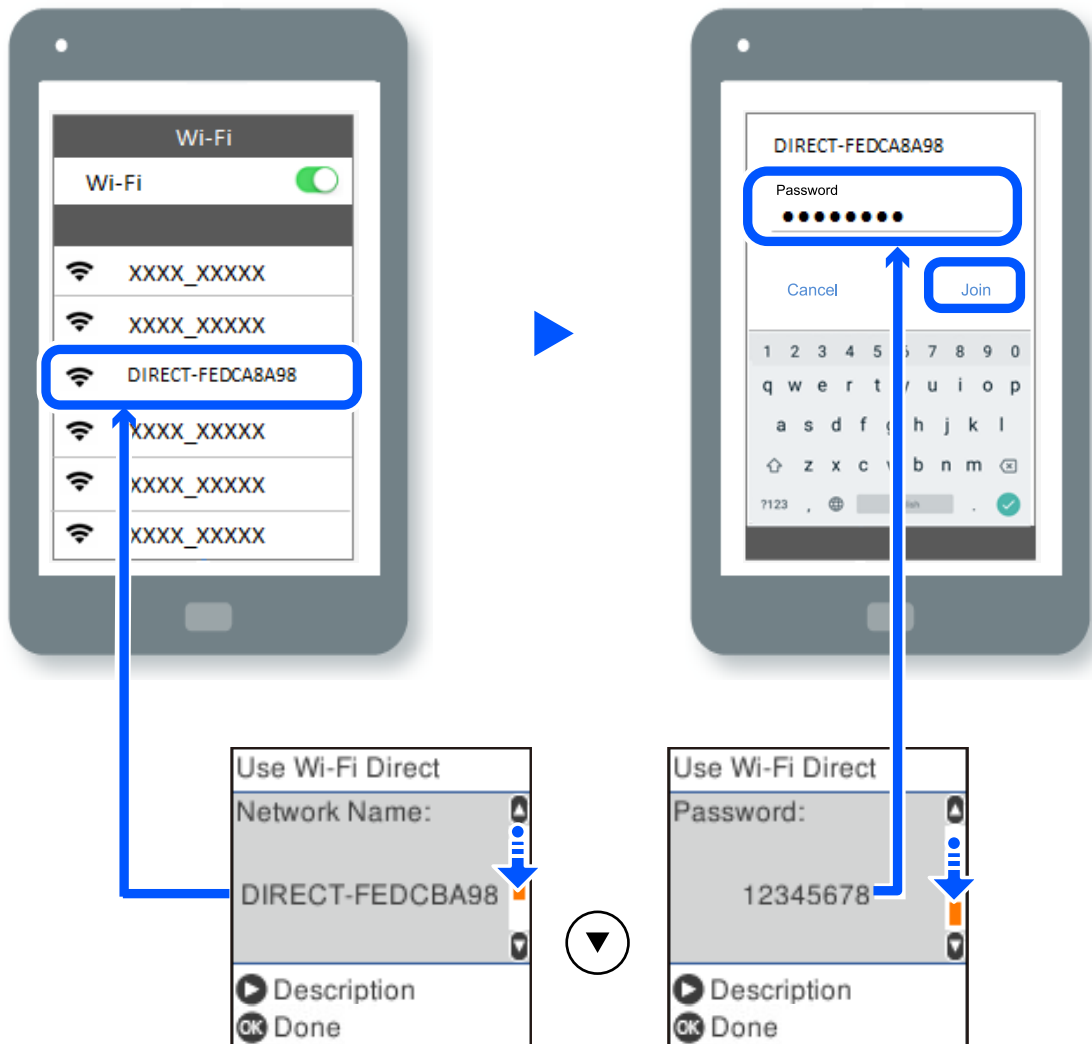 Wi-Fi
Wi-Fi
XXXX_XXXXX
XXXX_XXXXX
DIRECT-FEDCA8A98
XXXX_XXXXX
XXXX_XXXXX
XXXX_XXXXX
DIRECT-FEDCA8A98
Password
Cancel Join
1 2 3 4 5 7 8 9 0
q w e r t u i o p
a s d f h j k l
z x c b n m
?123 , .
Use Wi-Fi Direct
Network Name:
DIRECT-FEDCBA98
Description
OK Done
Use Wi-Fi Direct
Password:
12345678
Description
OK Done